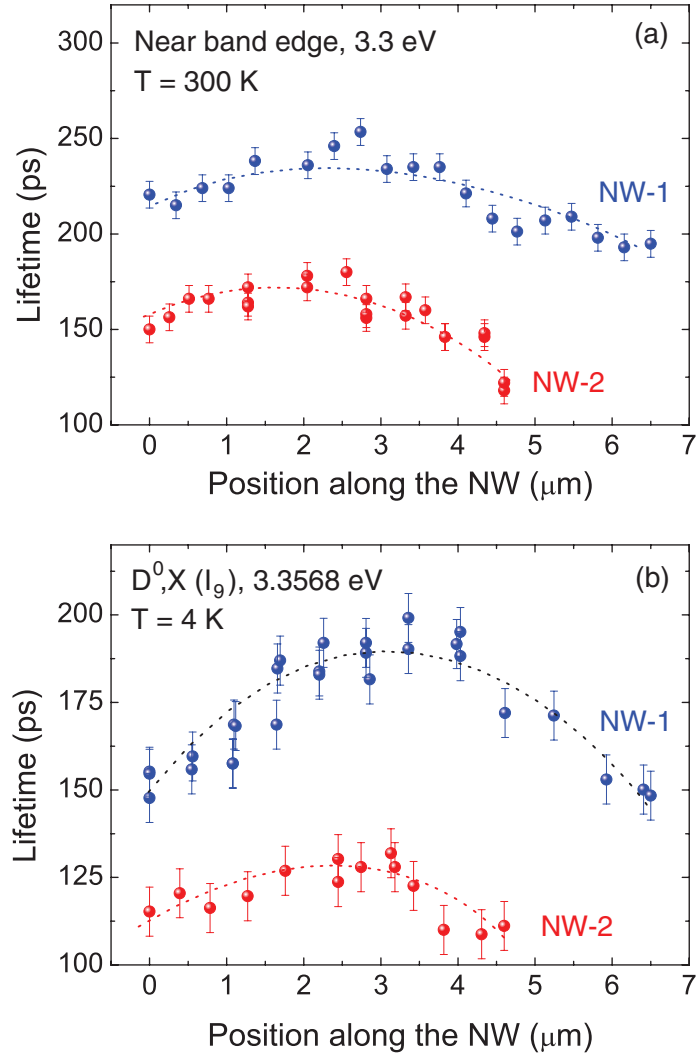 (a)
Near band edge, 3.3 eV
T = 300 K
NW-1
NW-2
Lifetime (ps)
300
250
200
150
100
0 1 2 3 4 5 6 7
Position along the NW (μm)
(b)
D⁰,X (I₉), 3.3568 eV
T = 4 K
NW-1
NW-2
Lifetime (ps)
200
175
150
125
100
0 1 2 3 4 5 6 7
Position along the NW (μm)